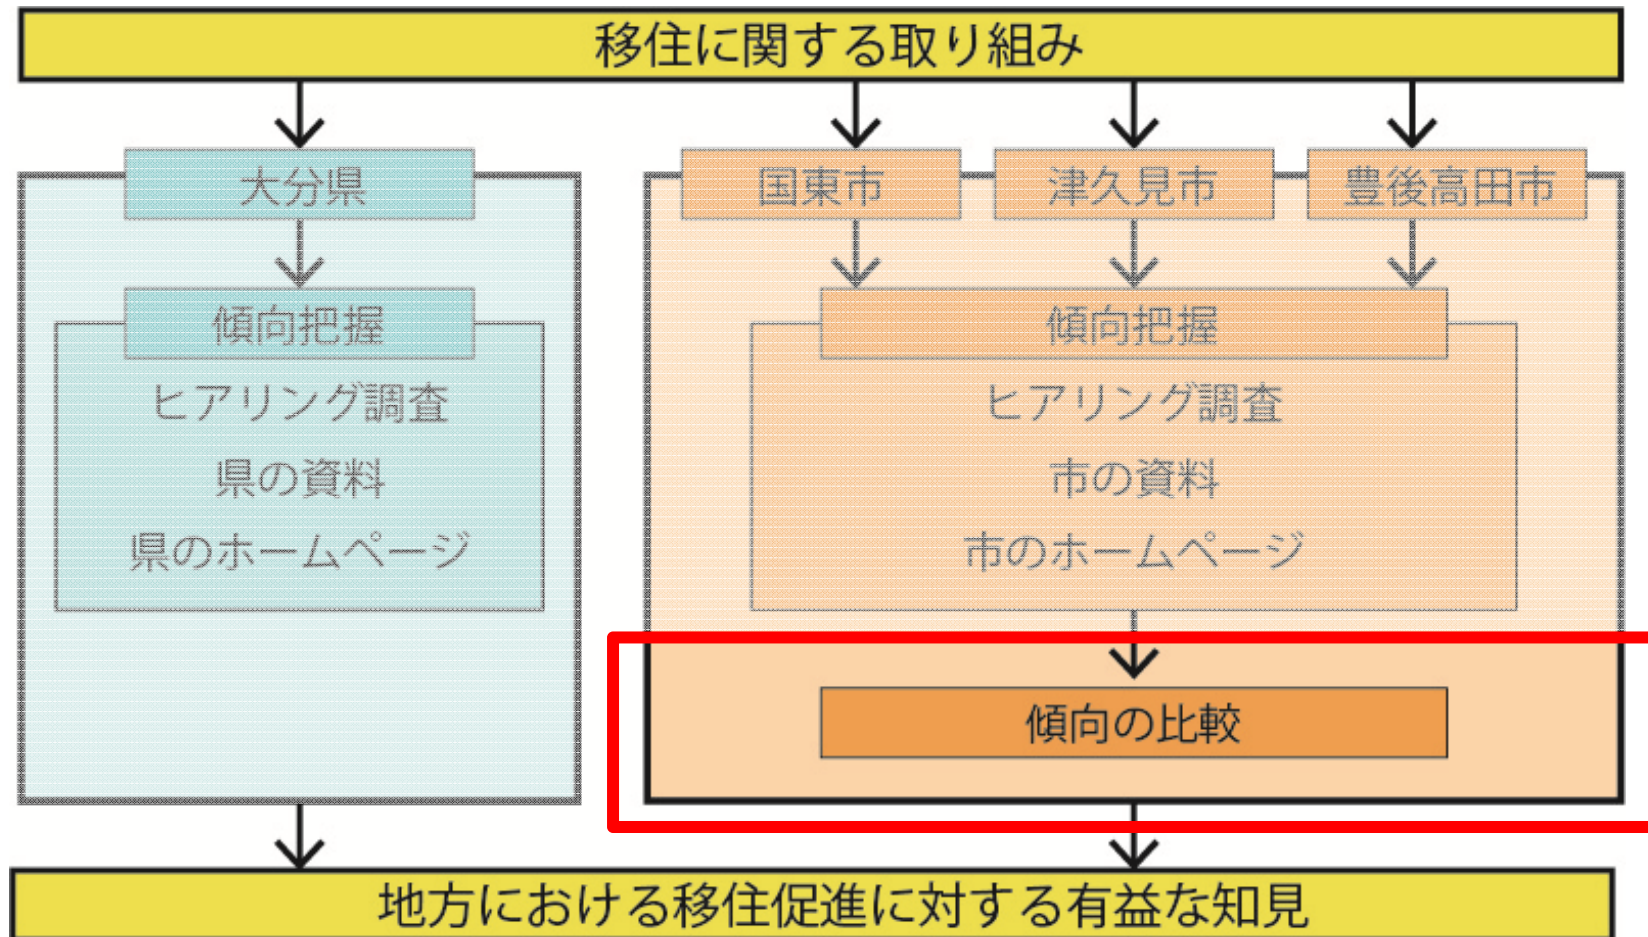 移住に関する取り組み
大分県
国東市
津久見市
豊後高田市
傾向把握
ヒアリング調査
県の資料
県のホームページ
傾向把握
ヒアリング調査
市の資料
市のホームページ
傾向の比較
地方における移住促進に対する有益な知見